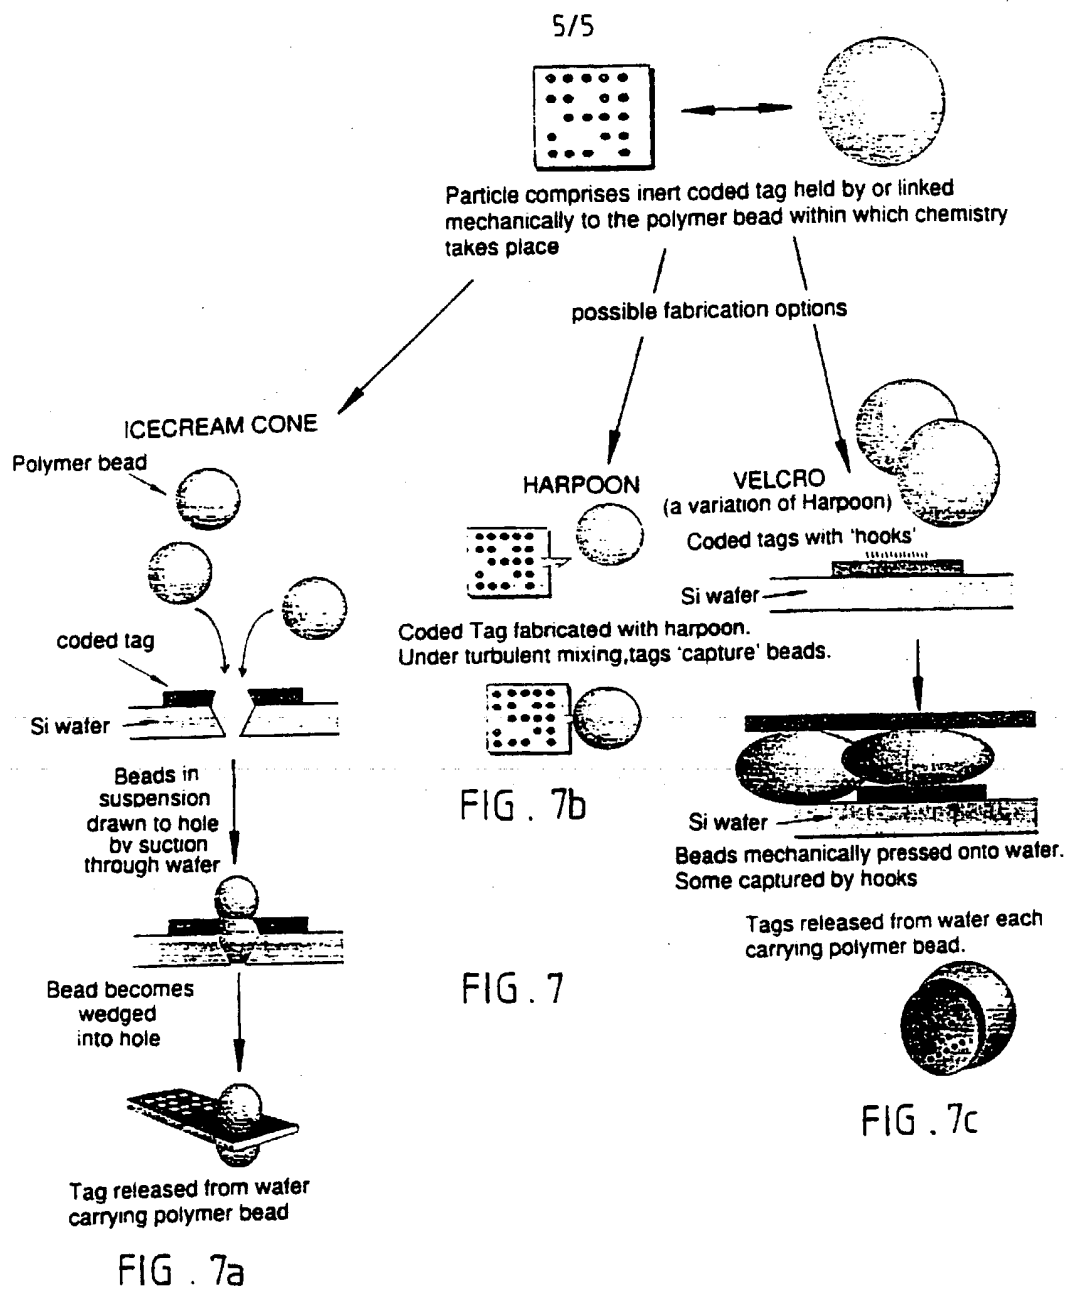 5/5
Particle comprises inert coded tag held by or linked
mechanically to the polymer bead within which chemistry
takes place
possible fabrication options
ICECREAM CONE
Polymer bead
coded tag
Si wafer
Beads in
suspension
drawn to hole
by suction
through wafer
Bead becomes
wedged
into hole
Tag released from wafer
carrying polymer bead
FIG . 7a
HARPOON
Coded Tag fabricated with harpoon.
Under turbulent mixing,tags 'capture' beads.
FIG . 7b
FIG . 7
VELCRO
(a variation of Harpoon)
Coded tags with 'hooks'
Si wafer
Si wafer
Beads mechanically pressed onto wafer.
Some captured by hooks
Tags released from wafer each
carrying polymer bead.
FIG . 7c